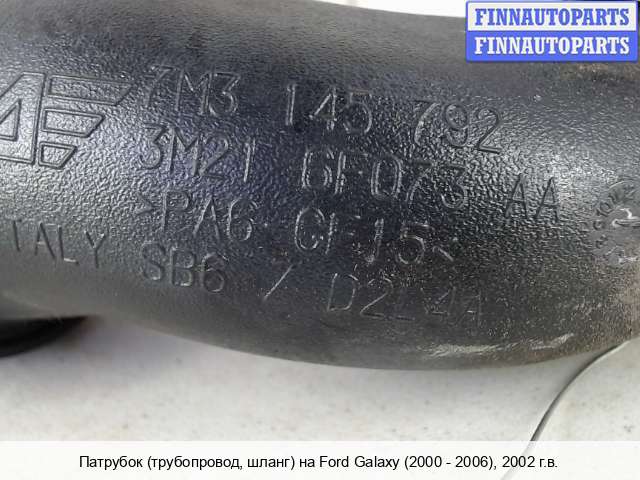 FINNAUTOPARTS
FINNAUTOPARTS
7M3 145 792
3M21 6F073 AA
>PA6 GF15<
ITALY SB6 /
Патрубок (трубопровод, шланг) на Ford Galaxy (2000 - 2006), 2002 г.в.